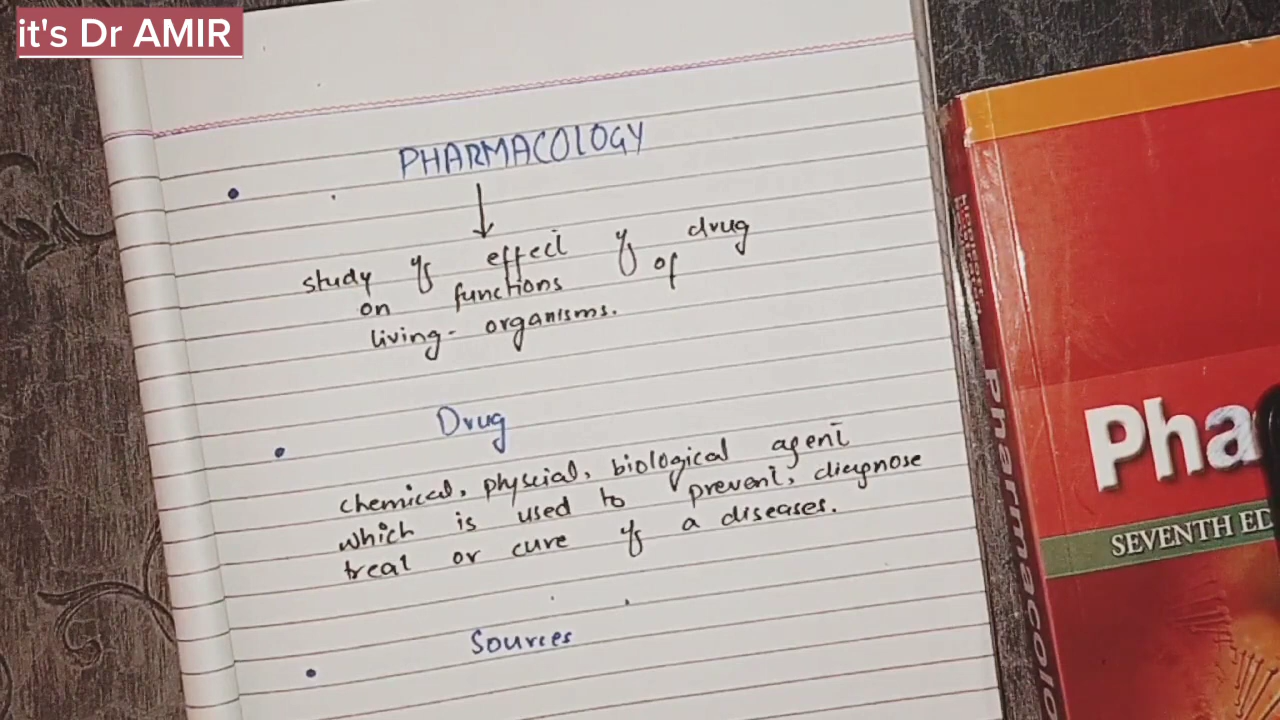 it's Dr AMIR
PHARMACOLOGY
study of effect of drug
on functions of
living- organisms.
Drug
chemical, physcial, biological agent
which is used to prevent, diagnose
treat or cure of a diseases.
Sources
Pha
SEVENTH ED
Pharmacolo